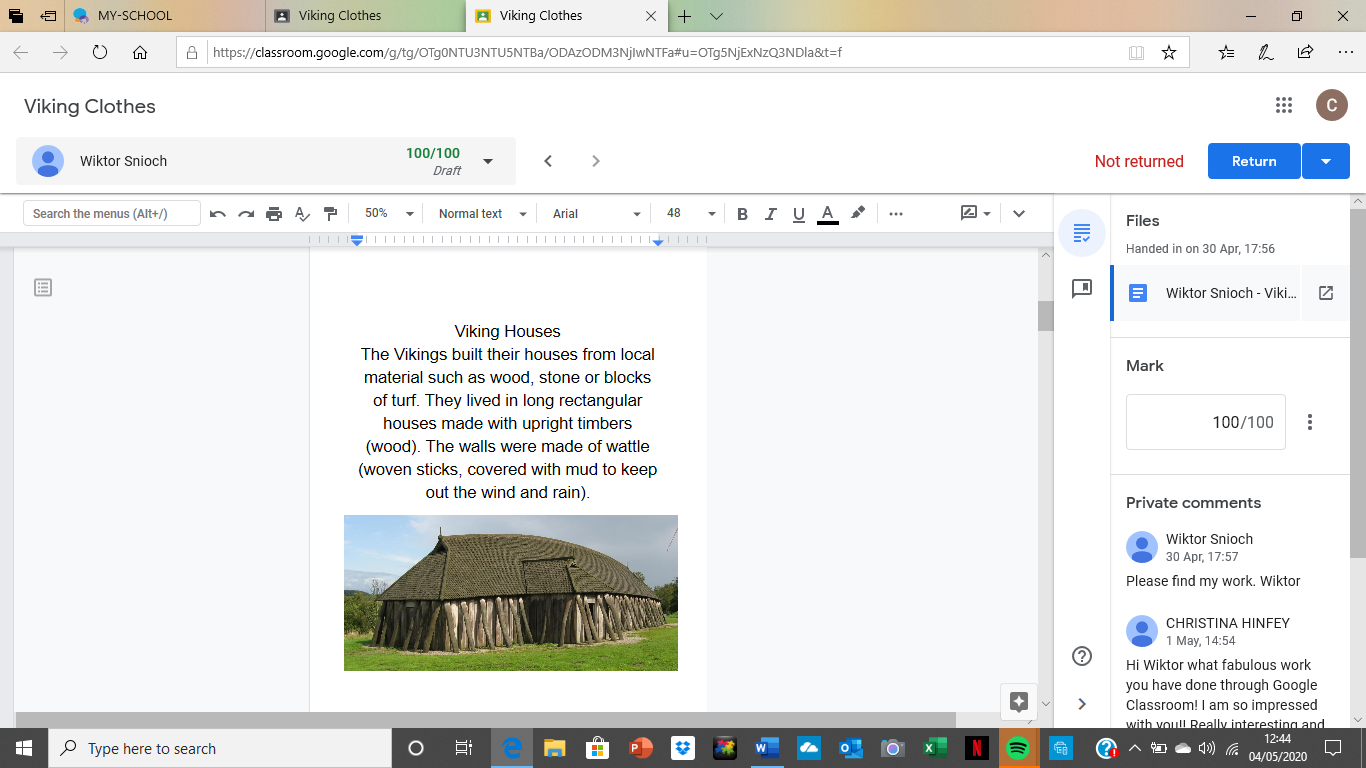 MY-SCHOOL
Viking Clothes
Viking Clothes
https://classroom.google.com/g/tg/OTg0NTU3NTU5NTBa/ODAzODM3NjIwNTFa#u=OTg5NjExNzQ3NDla&t=f
Viking Clothes
C
Wiktor Snioch
100/100
Draft
Not returned
Return
Search the menus (Alt+/)
50%
Normal text
Arial
48
B I U A
Viking Houses
The Vikings built their houses from local
material such as wood, stone or blocks
of turf. They lived in long rectangular
houses made with upright timbers
(wood). The walls were made of wattle
(woven sticks, covered with mud to keep
out the wind and rain).
Files
Handed in on 30 Apr, 17:56
Wiktor Snioch - Viki...
Mark
100/100
Private comments
Wiktor Snioch
30 Apr, 17:57
Please find my work. Wiktor
CHRISTINA HINFEY
1 May, 14:54
Hi Wiktor what fabulous work
you have done through Google
Classroom! I am so impressed
with you!! Really interesting and
Type here to search
12:44
04/05/2020